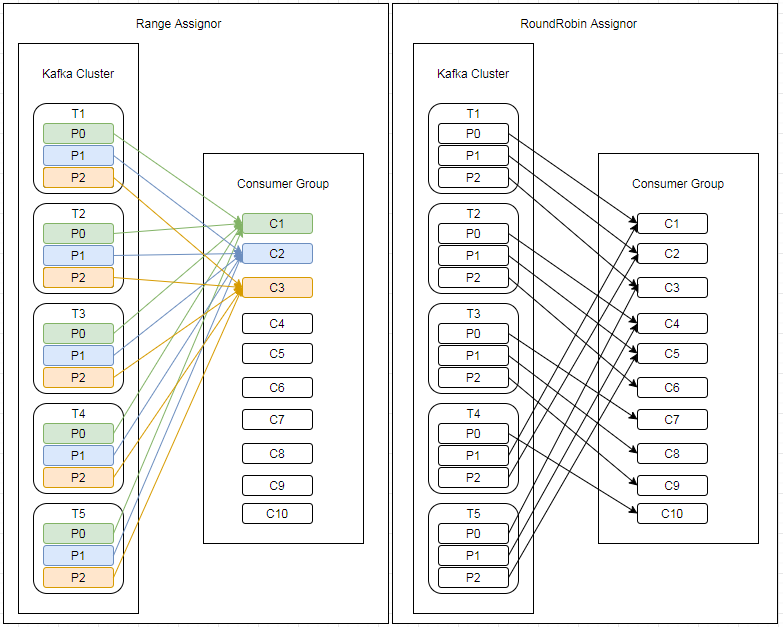 Range Assignor
Kafka Cluster
T1
P0
P1
P2
T2
P0
P1
P2
T3
P0
P1
P2
T4
P0
P1
P2
T5
P0
P1
P2
Consumer Group
C1
C2
C3
C4
C5
C6
C7
C8
C9
C10
RoundRobin Assignor
Kafka Cluster
T1
P0
P1
P2
T2
P0
P1
P2
T3
P0
P1
P2
T4
P0
P1
P2
T5
P0
P1
P2
Consumer Group
C1
C2
C3
C4
C5
C6
C7
C8
C9
C10